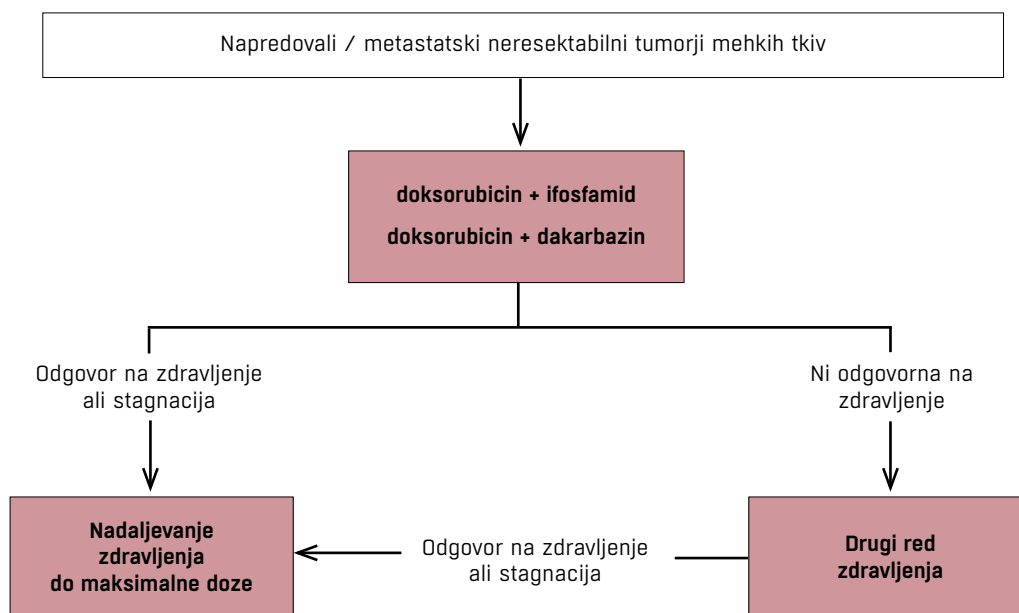 Napredovali / metastatski neresektabilni tumorji mehkih tkiv
doksorubicin + ifosfamid
doksorubicin + dakarbazin
Odgovor na zdravljenje
ali stagnacija
Ni odgovorna na
zdravljenje
Nadaljevanje
zdravljenja
do maksimalne doze
Odgovor na zdravljenje
ali stagnacija
Drugi red
zdravljenja